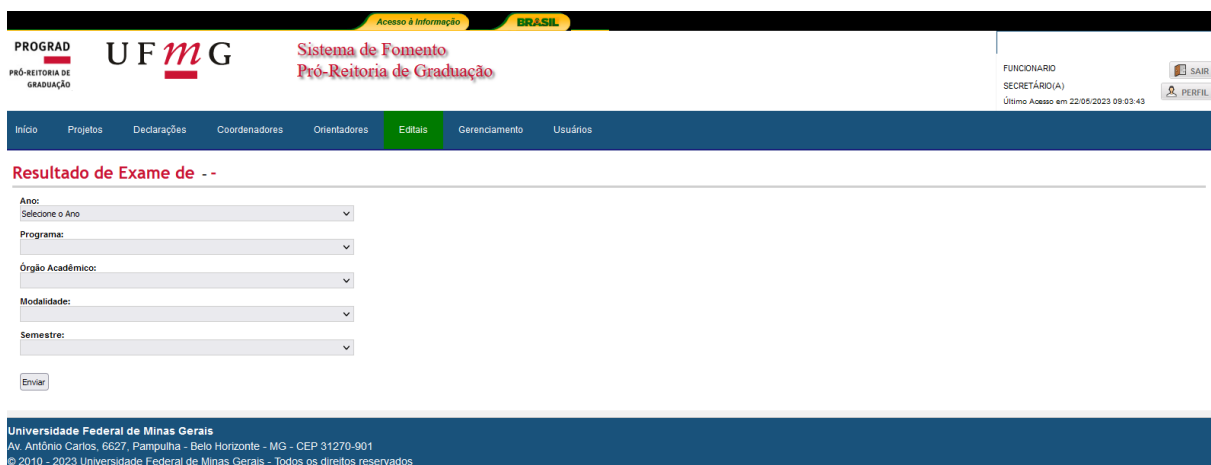 Acesso à Informação
BRASIL
PROGRAD
PRÓ-REITORIA DE
GRADUAÇÃO
UFmG
Sistema de Fomento
Pró-Reitoria de Graduação
FUNCIONARIO
SECRETÁRIO(A)
Último Acesso em 22/05/2023 09:03:43
SAIR
PERFIL
Início Projetos Declarações Coordenadores Orientadores Editais Gerenciamento Usuários
Resultado de Exame de - -
Ano:
Selecione o Ano
Programa:
Órgão Acadêmico:
Modalidade:
Semestre:
Enviar
Universidade Federal de Minas Gerais
Av. Antônio Carlos, 6627, Pampulha - Belo Horizonte - MG - CEP 31270-901
© 2010 - 2023 Universidade Federal de Minas Gerais - Todos os direitos reservados